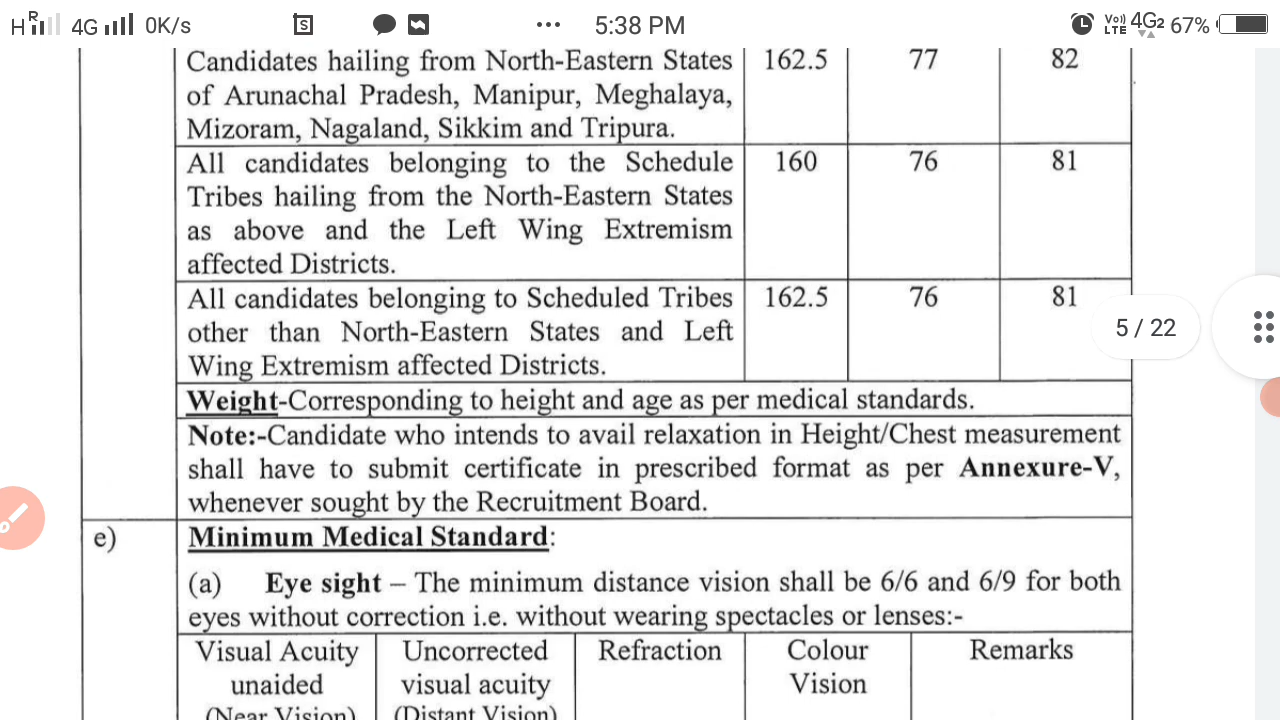 H R 4G 0K/s S ... 5:38 PM Vo)) LTE 4G2 67%
Candidates hailing from North-Eastern States 162.5 77 82
of Arunachal Pradesh, Manipur, Meghalaya,
Mizoram, Nagaland, Sikkim and Tripura.
All candidates belonging to the Schedule 160 76 81
Tribes hailing from the North-Eastern States
as above and the Left Wing Extremism
affected Districts.
All candidates belonging to Scheduled Tribes 162.5 76 81
other than North-Eastern States and Left
5 / 22
Wing Extremism affected Districts.
Weight-Corresponding to height and age as per medical standards.
Note:-Candidate who intends to avail relaxation in Height/Chest measurement
shall have to submit certificate in prescribed format as per Annexure-V,
whenever sought by the Recruitment Board.
e) Minimum Medical Standard:
(a) Eye sight – The minimum distance vision shall be 6/6 and 6/9 for both
eyes without correction i.e. without wearing spectacles or lenses:-
Visual Acuity Uncorrected Refraction Colour Remarks
unaided visual acuity Vision
(Near Vision) (Distant Vision)